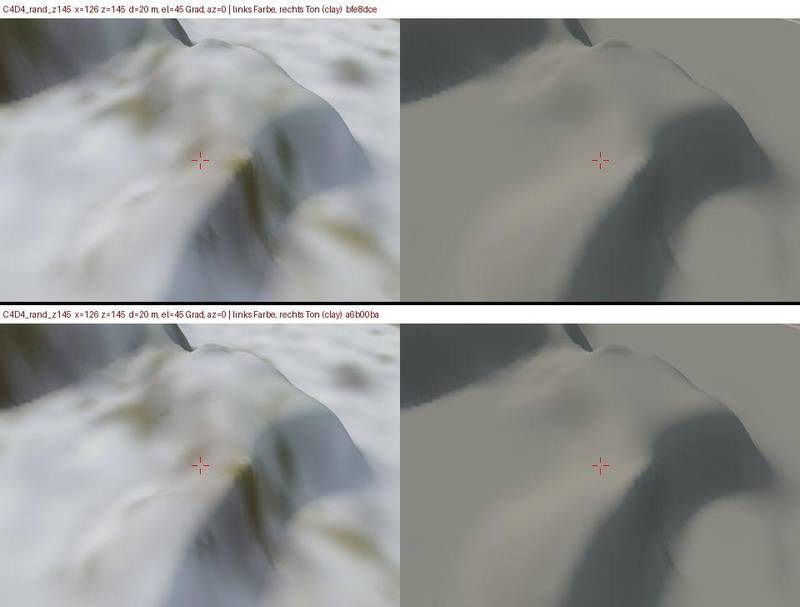 C4D4_rand_z145 x=126 z=145 d=20 m, el=45 Grad, az=0 | links Farbe, rechts Ton (clay) bfe8dce
C4D4_rand_z145 x=126 z=145 d=20 m, el=45 Grad, az=0 | links Farbe, rechts Ton (clay) a6b00ba